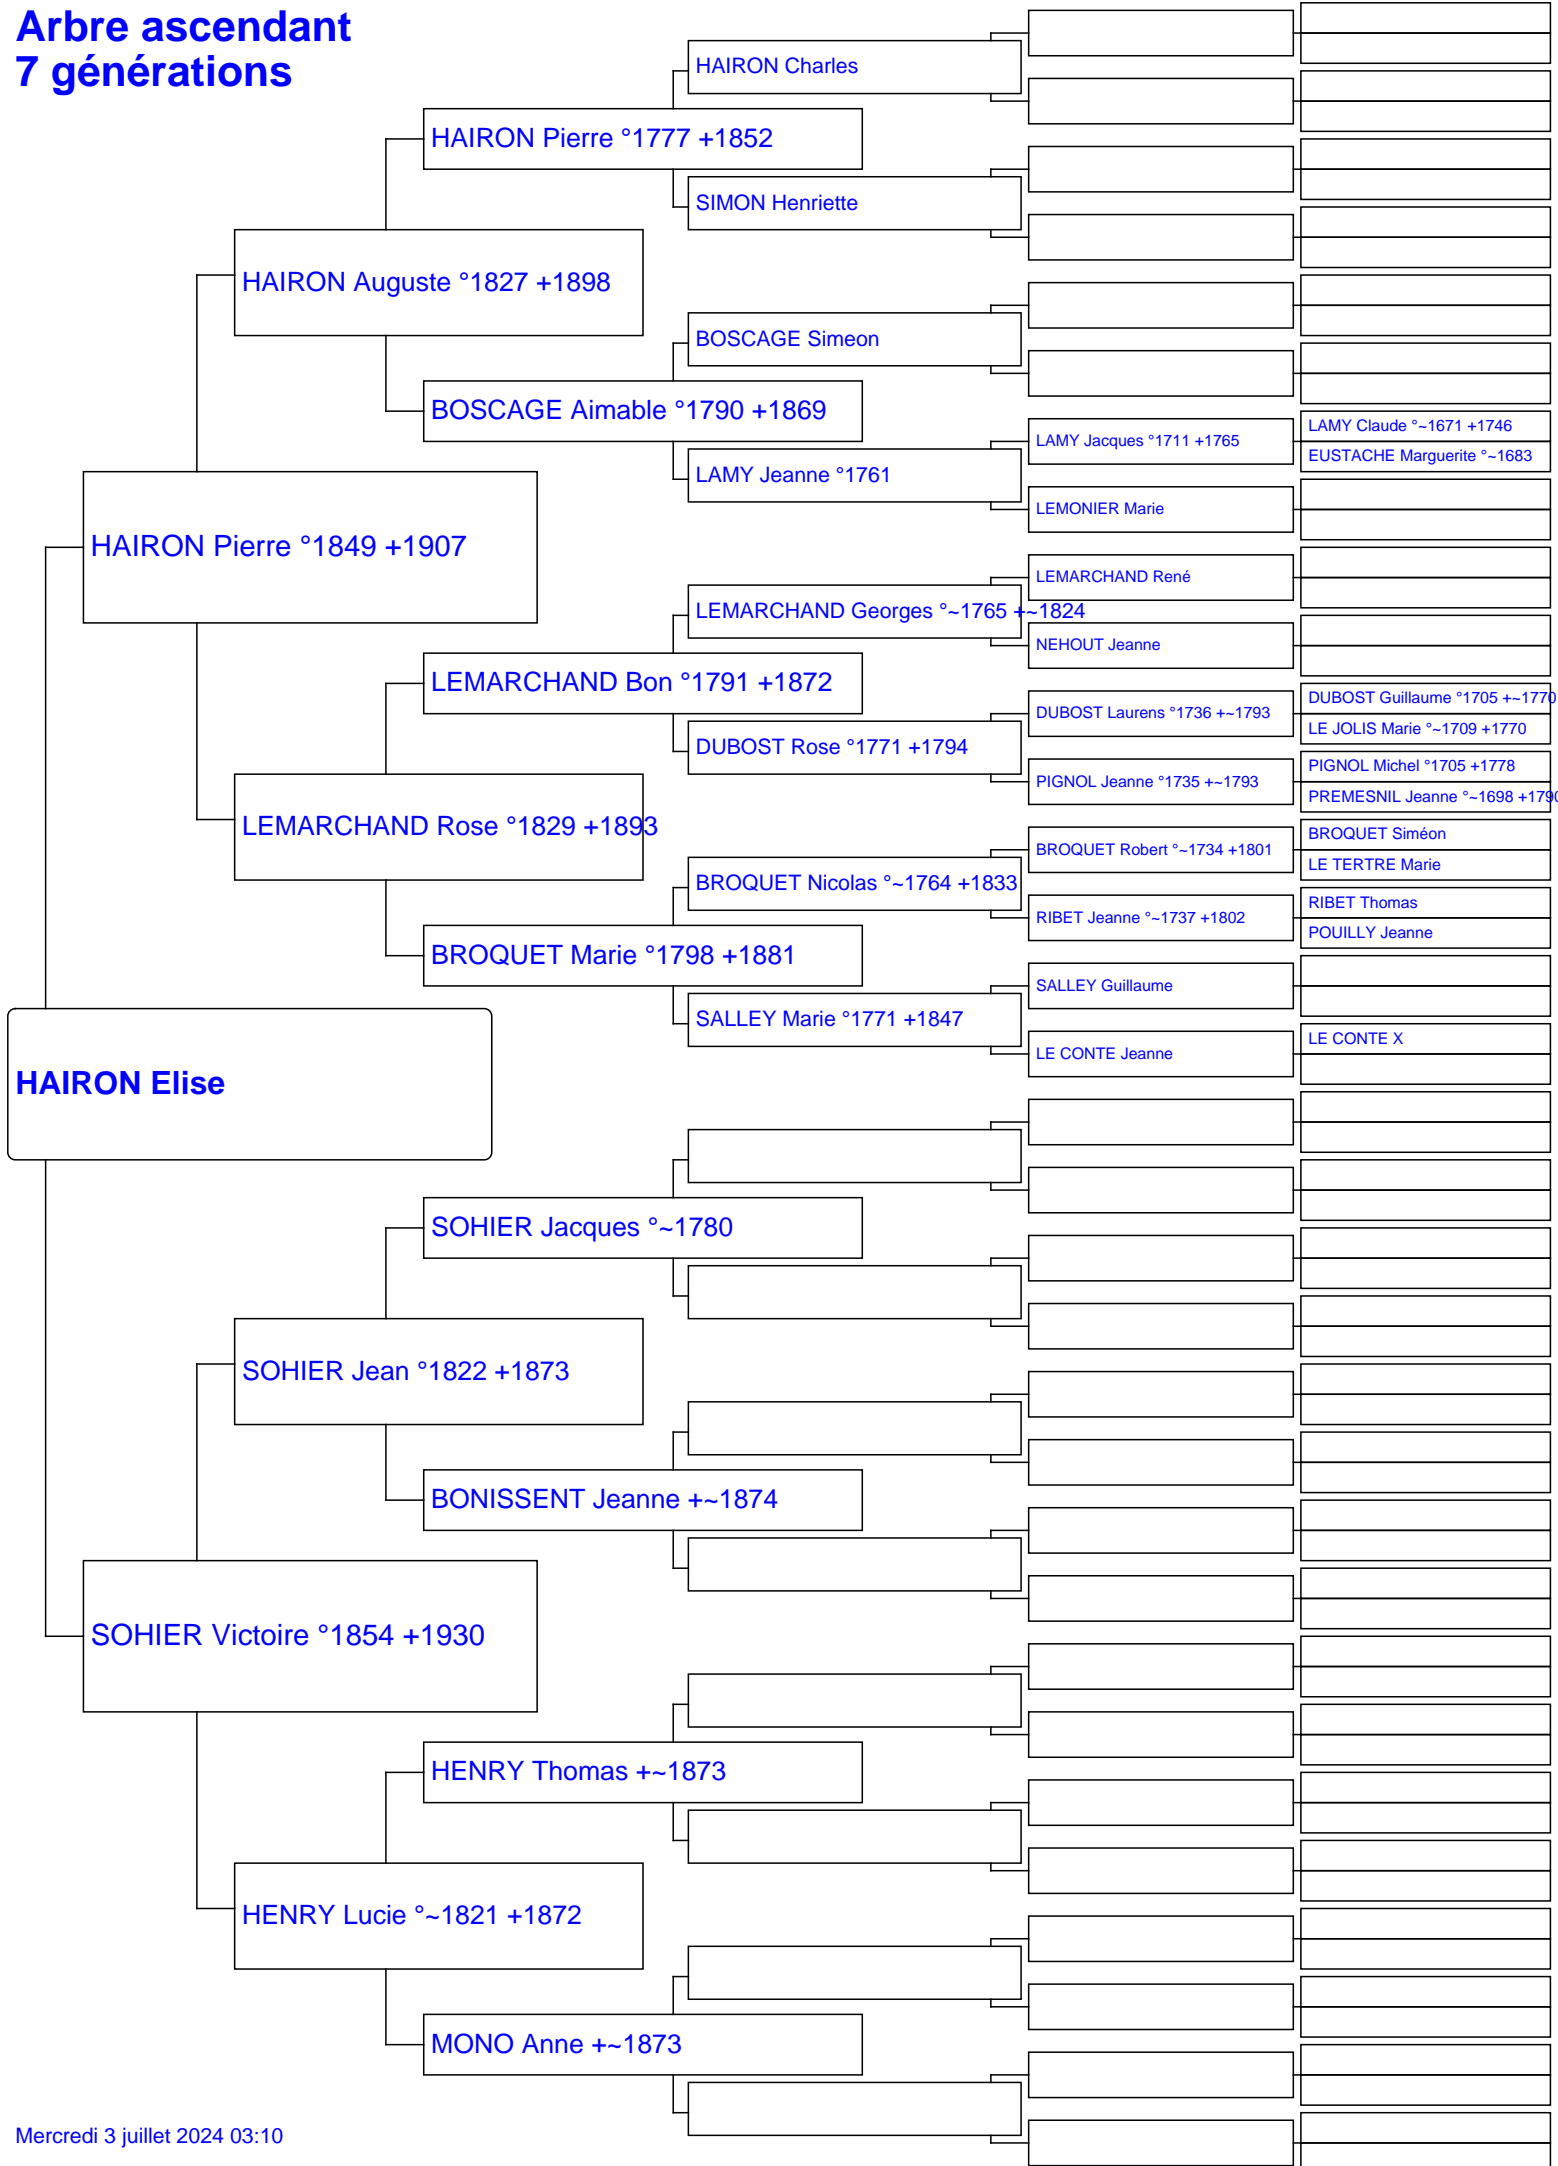 Arbre ascendant
7 générations
HAIRON Charles
HAIRON Pierre °1777 +1852
SIMON Henriette
HAIRON Auguste °1827 +1898
BOSCAGE Simeon
BOSCAGE Aimable °1790 +1869
LAMY Jacques °1711 +1765
LAMY Claude °~1671 +1746
EUSTACHE Marguerite °~1683
LAMY Jeanne °1761
LEMONIER Marie
HAIRON Pierre °1849 +1907
LEMARCHAND René
LEMARCHAND Georges °~1765 +~1824
NEHOUT Jeanne
LEMARCHAND Bon °1791 +1872
DUBOST Guillaume °1705 +~1770
DUBOST Laurens °1736 +~1793
LE JOLIS Marie °~1709 +1770
DUBOST Rose °1771 +1794
PIGNOL Michel °1705 +1778
PIGNOL Jeanne °1735 +~1793
PREMESNIL Jeanne °~1698 +1790
LEMARCHAND Rose °1829 +1893
BROQUET Siméon
BROQUET Robert °~1734 +1801
LE TERTRE Marie
BROQUET Nicolas °~1764 +1833
RIBET Thomas
RIBET Jeanne °~1737 +1802
POUILLY Jeanne
BROQUET Marie °1798 +1881
SALLEY Guillaume
SALLEY Marie °1771 +1847
LE CONTE X
LE CONTE Jeanne
HAIRON Elise
SOHIER Jacques °~1780
SOHIER Jean °1822 +1873
BONISSENT Jeanne +~1874
SOHIER Victoire °1854 +1930
HENRY Thomas +~1873
HENRY Lucie °~1821 +1872
MONO Anne +~1873
Mercredi 3 juillet 2024 03:10